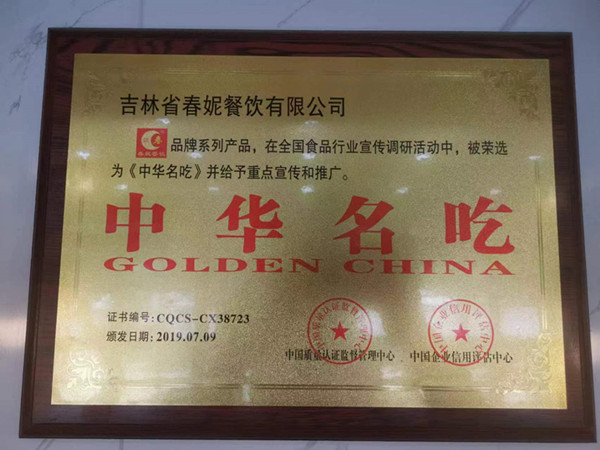 吉林省春妮餐饮有限公司
品牌系列产品，在全国食品行业宣传调研活动中，被荣选
为《中华名吃》并给予重点宣传和推广。
中华名吃
GOLDEN CHINA
证书编号：CQCS-CX38723
颁发日期：2019.07.09
中国质量认证监督管理中心
中国企业信用评估中心